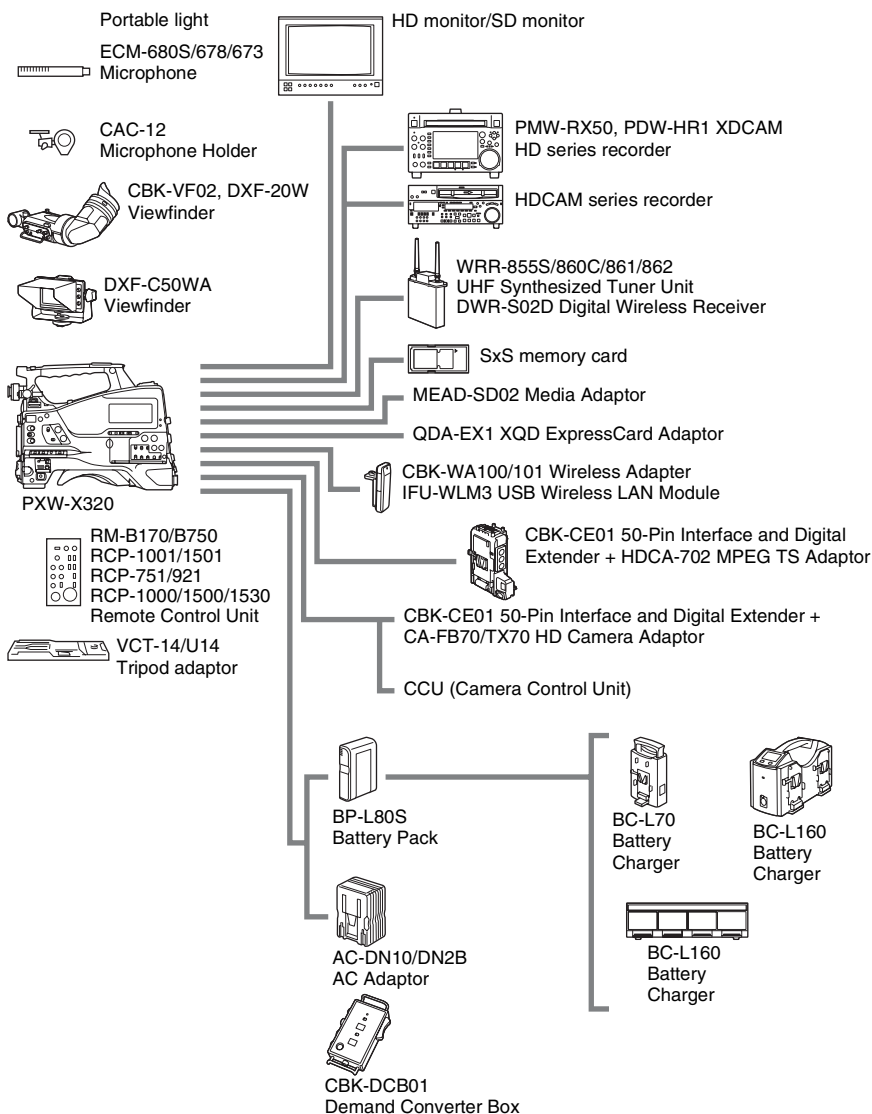 Portable light
ECM-680S/678/673
Microphone
HD monitor/SD monitor
CAC-12
Microphone Holder
PMW-RX50, PDW-HR1 XDCAM
HD series recorder
CBK-VF02, DXF-20W
Viewfinder
HDCAM series recorder
DXF-C50WA
Viewfinder
WRR-855S/860C/861/862
UHF Synthesized Tuner Unit
DWR-S02D Digital Wireless Receiver
SxS memory card
MEAD-SD02 Media Adaptor
QDA-EX1 XQD ExpressCard Adaptor
CBK-WA100/101 Wireless Adapter
IFU-WLM3 USB Wireless LAN Module
PXW-X320
RM-B170/B750
RCP-1001/1501
RCP-751/921
RCP-1000/1500/1530
Remote Control Unit
CBK-CE01 50-Pin Interface and Digital
Extender + HDCA-702 MPEG TS Adaptor
VCT-14/U14
Tripod adaptor
CBK-CE01 50-Pin Interface and Digital Extender +
CA-FB70/TX70 HD Camera Adaptor
CCU (Camera Control Unit)
BP-L80S
Battery Pack
BC-L70
Battery
Charger
BC-L160
Battery
Charger
AC-DN10/DN2B
AC Adaptor
BC-L160
Battery
Charger
CBK-DCB01
Demand Converter Box